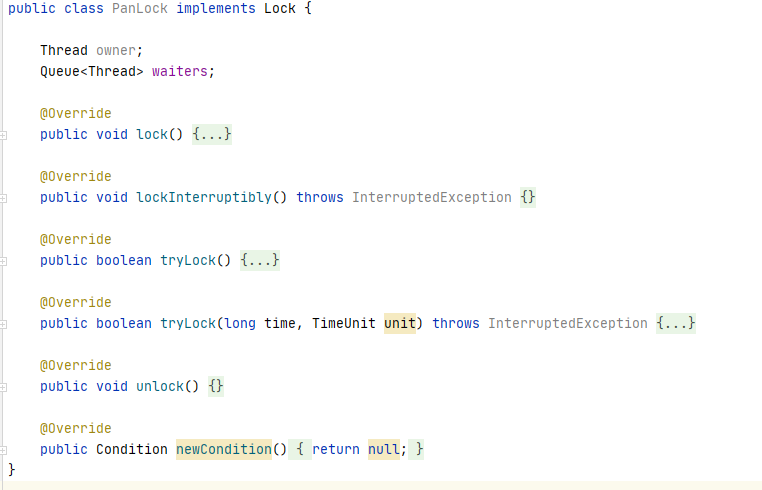 public class PanLock implements Lock {
Thread owner;
Queue<Thread> waiters;
@Override
public void lock() {...}
@Override
public void lockInterruptibly() throws InterruptedException {}
@Override
public boolean tryLock() {...}
@Override
public boolean tryLock(long time, TimeUnit unit) throws InterruptedException {...}
@Override
public void unlock() {}
@Override
public Condition newCondition() { return null; }
}